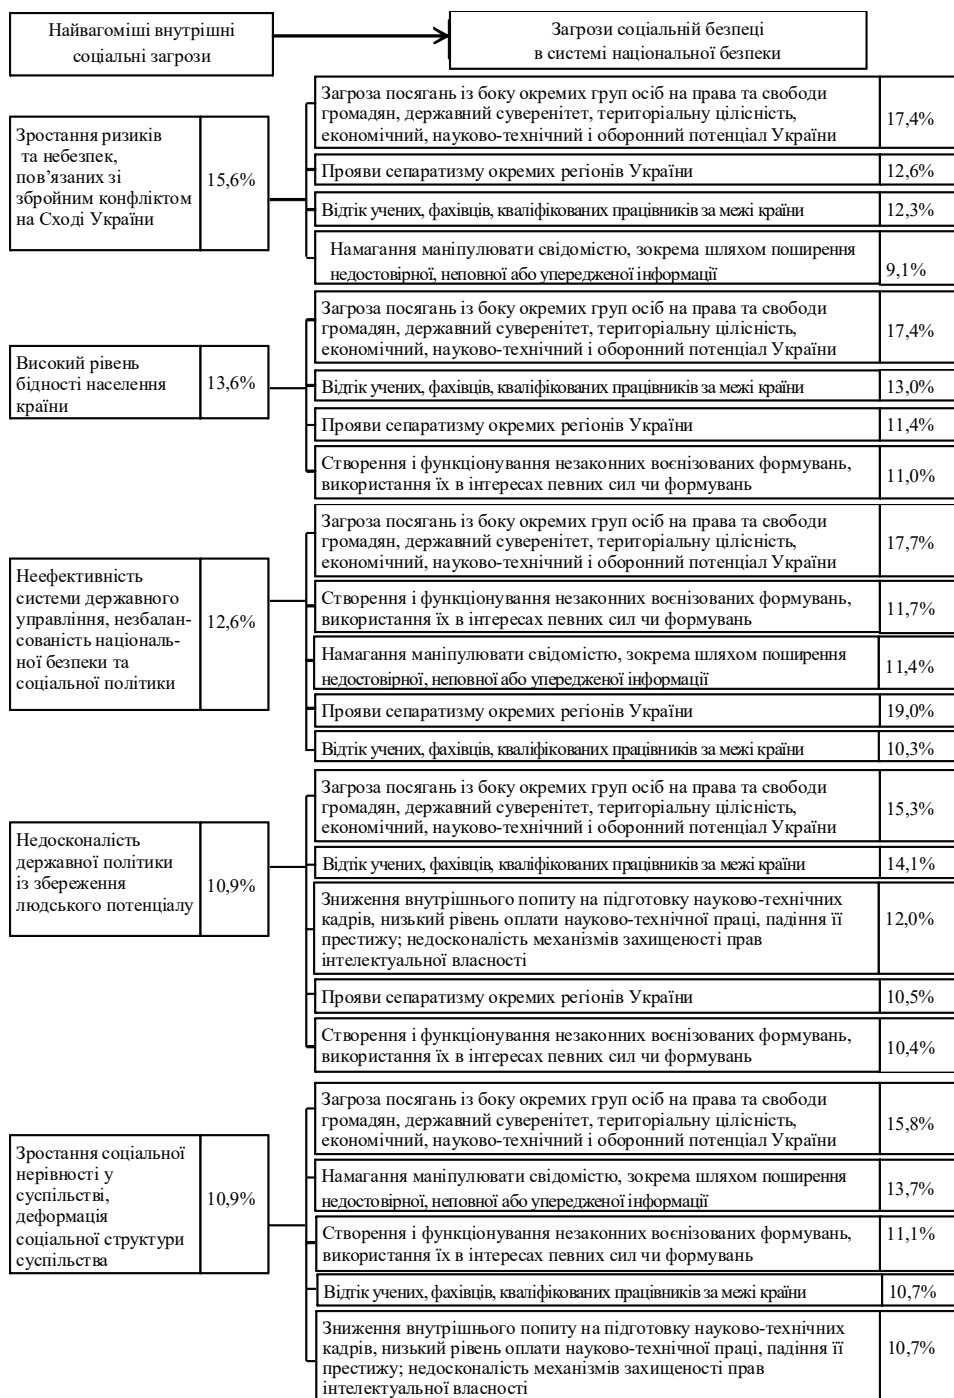 Найвагоміші внутрішні
соціальні загрози
Загрози соціальній безпеці
в системі національної безпеки
Зростання ризиків
та небезпек,
пов’язаних зі
збройним конфліктом
на Сході України
15,6%
Загроза посягань із боку окремих груп осіб на права та свободи
громадян, державний суверенітет, територіальну цілісність,
економічний, науково-технічний і оборонний потенціал України
17,4%
Прояви сепаратизму окремих регіонів України
12,6%
Відтік учених, фахівців, кваліфікованих працівників за межі країни
12,3%
Намагання маніпулювати свідомістю, зокрема шляхом поширення
недостовірної, неповної або упередженої інформації
9,1%
Високий рівень
бідності населення
країни
13,6%
Загроза посягань із боку окремих груп осіб на права та свободи
громадян, державний суверенітет, територіальну цілісність,
економічний, науково-технічний і оборонний потенціал України
17,4%
Відтік учених, фахівців, кваліфікованих працівників за межі країни
13,0%
Прояви сепаратизму окремих регіонів України
11,4%
Створення і функціонування незаконних воєнізованих формувань,
використання їх в інтересах певних сил чи формувань
11,0%
Неефективність
системи державного
управління, незбалан-
сованість національ-
ної безпеки та
соціальної політики
12,6%
Загроза посягань із боку окремих груп осіб на права та свободи
громадян, державний суверенітет, територіальну цілісність,
економічний, науково-технічний і оборонний потенціал України
17,7%
Створення і функціонування незаконних воєнізованих формувань,
використання їх в інтересах певних сил чи формувань
11,7%
Намагання маніпулювати свідомістю, зокрема шляхом поширення
недостовірної, неповної або упередженої інформації
11,4%
Прояви сепаратизму окремих регіонів України
19,0%
Відтік учених, фахівців, кваліфікованих працівників за межі країни
10,3%
Недосконалість
державної політики
із збереження
людського потенціалу
10,9%
Загроза посягань із боку окремих груп осіб на права та свободи
громадян, державний суверенітет, територіальну цілісність,
економічний, науково-технічний і оборонний потенціал України
15,3%
Відтік учених, фахівців, кваліфікованих працівників за межі країни
14,1%
Зниження внутрішнього попиту на підготовку науково-технічних
кадрів, низький рівень оплати науково-технічної праці, падіння її
престижу; недосконалість механізмів захищеності прав
інтелектуальної власності
12,0%
Прояви сепаратизму окремих регіонів України
10,5%
Створення і функціонування незаконних воєнізованих формувань,
використання їх в інтересах певних сил чи формувань
10,4%
Зростання соціальної
нерівності у
суспільстві,
деформація
соціальної структури
суспільства
10,9%
Загроза посягань із боку окремих груп осіб на права та свободи
громадян, державний суверенітет, територіальну цілісність,
економічний, науково-технічний і оборонний потенціал України
15,8%
Намагання маніпулювати свідомістю, зокрема шляхом поширення
недостовірної, неповної або упередженої інформації
13,7%
Створення і функціонування незаконних воєнізованих формувань,
використання їх в інтересах певних сил чи формувань
11,1%
Відтік учених, фахівців, кваліфікованих працівників за межі країни
10,7%
Зниження внутрішнього попиту на підготовку науково-технічних
кадрів, низький рівень оплати науково-технічної праці, падіння її
престижу; недосконалість механізмів захищеності прав
інтелектуальної власності
10,7%